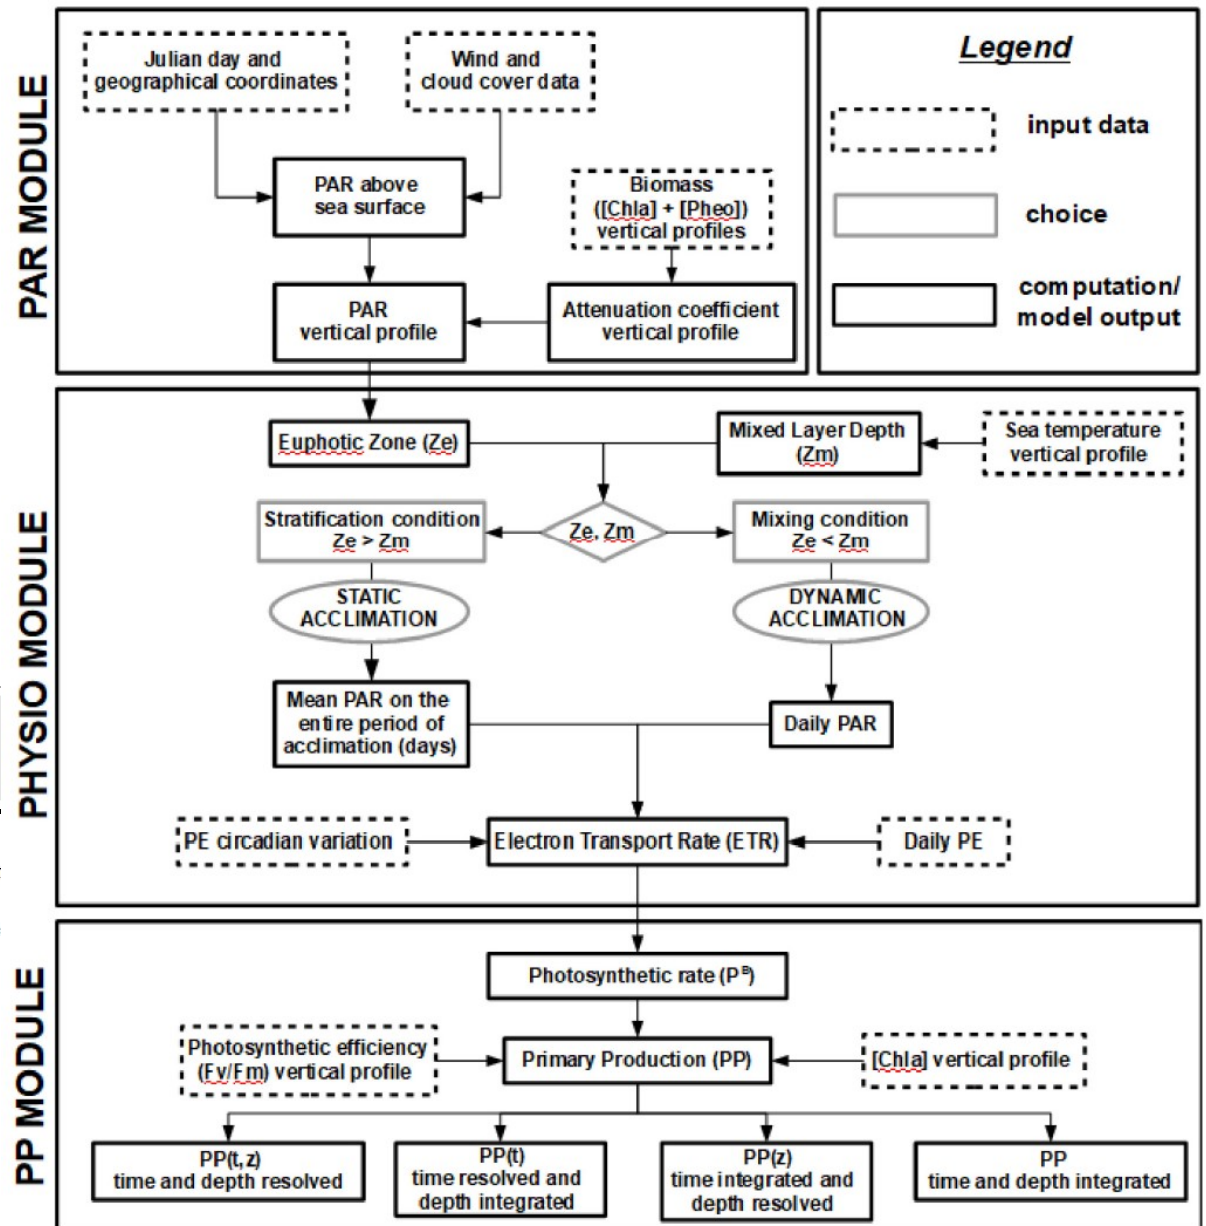 PAR MODULE
Julian day and
geographical coordinates
Wind and
cloud cover data
PAR above
sea surface
Biomass
([Chla] + [Pheo])
vertical profiles
PAR
vertical profile
Attenuation coefficient
vertical profile
Legend
input data
choice
computation/
model output
PHYSIO MODULE
Euphotic Zone (Ze)
Mixed Layer Depth
(Zm)
Sea temperature
vertical profile
Stratification condition
Ze > Zm
Ze, Zm
Mixing condition
Ze < Zm
STATIC
ACCLIMATION
DYNAMIC
ACCLIMATION
Mean PAR on the
entire period of
acclimation (days)
Daily PAR
PE circadian variation
Electron Transport Rate (ETR)
Daily PE
PP MODULE
Photosynthetic rate (Pᴮ)
Photosynthetic efficiency
(Fv/Fm) vertical profile
Primary Production (PP)
[Chla] vertical profile
PP(t, z)
time and depth resolved
PP(t)
time resolved and
depth integrated
PP(z)
time integrated and
depth resolved
PP
time and depth integrated